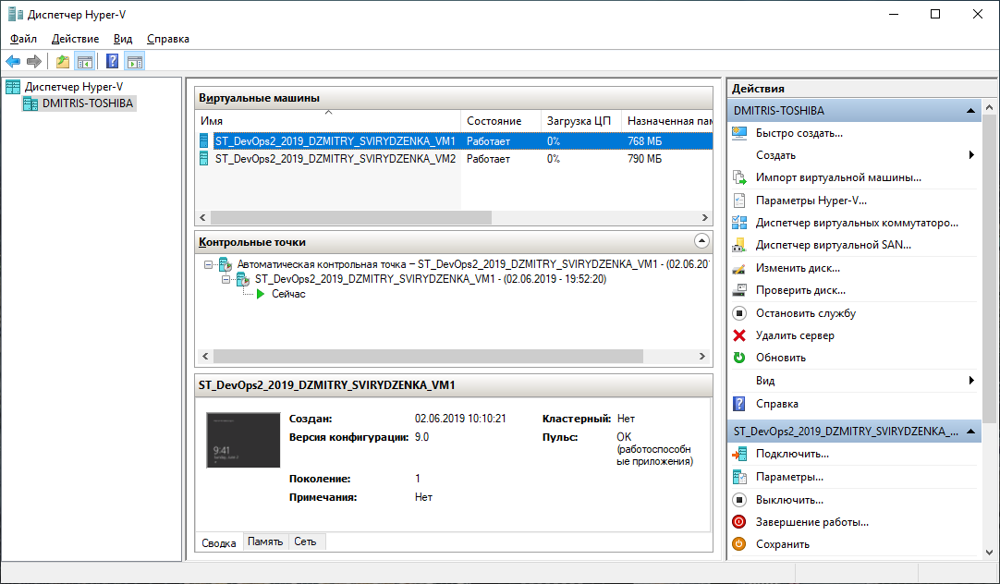 Диспетчер Hyper-V
Файл Действие Вид Справка
Диспетчер Hyper-V
DMITRIS-TOSHIBA
Виртуальные машины
Имя Состояние Загрузка ЦП Назначенная пам
ST_DevOps2_2019_DZMITRY_SVIRYDZENKA_VM1 Работает 0% 768 МБ
ST_DevOps2_2019_DZMITRY_SVIRYDZENKA_VM2 Работает 0% 790 МБ
Контрольные точки
Автоматическая контрольная точка – ST_DevOps2_2019_DZMITRY_SVIRYDZENKA_VM1 - (02.06.201
ST_DevOps2_2019_DZMITRY_SVIRYDZENKA_VM1 - (02.06.2019 - 19:52:20)
Сейчас
ST_DevOps2_2019_DZMITRY_SVIRYDZENKA_VM1
9:41
Создан: 02.06.2019 10:10:21 Кластерный: Нет
Версия конфигурации: 9.0 Пульс: OK
(работоспособн
ые приложения)
Поколение: 1
Примечания: Нет
Сводка Память Сеть
Действия
DMITRIS-TOSHIBA
Быстро создать...
Создать
Импорт виртуальной машины...
Параметры Hyper-V...
Диспетчер виртуальных коммутаторо...
Диспетчер виртуальной SAN...
Изменить диск...
Проверить диск...
Остановить службу
Удалить сервер
Обновить
Вид
Справка
ST_DevOps2_2019_DZMITRY_SVIRYDZENKA_...
Подключить...
Параметры...
Выключить...
Завершение работы...
Сохранить